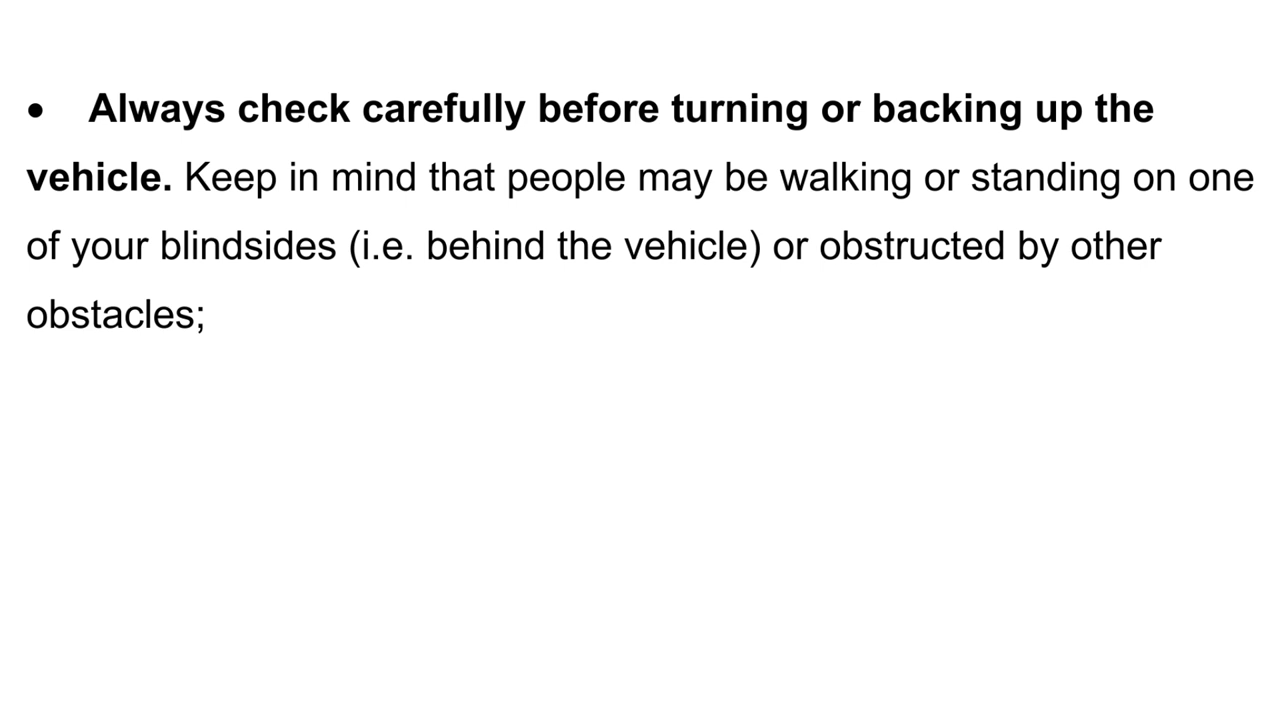 • Always check carefully before turning or backing up the
vehicle. Keep in mind that people may be walking or standing on one
of your blindsides (i.e. behind the vehicle) or obstructed by other
obstacles;